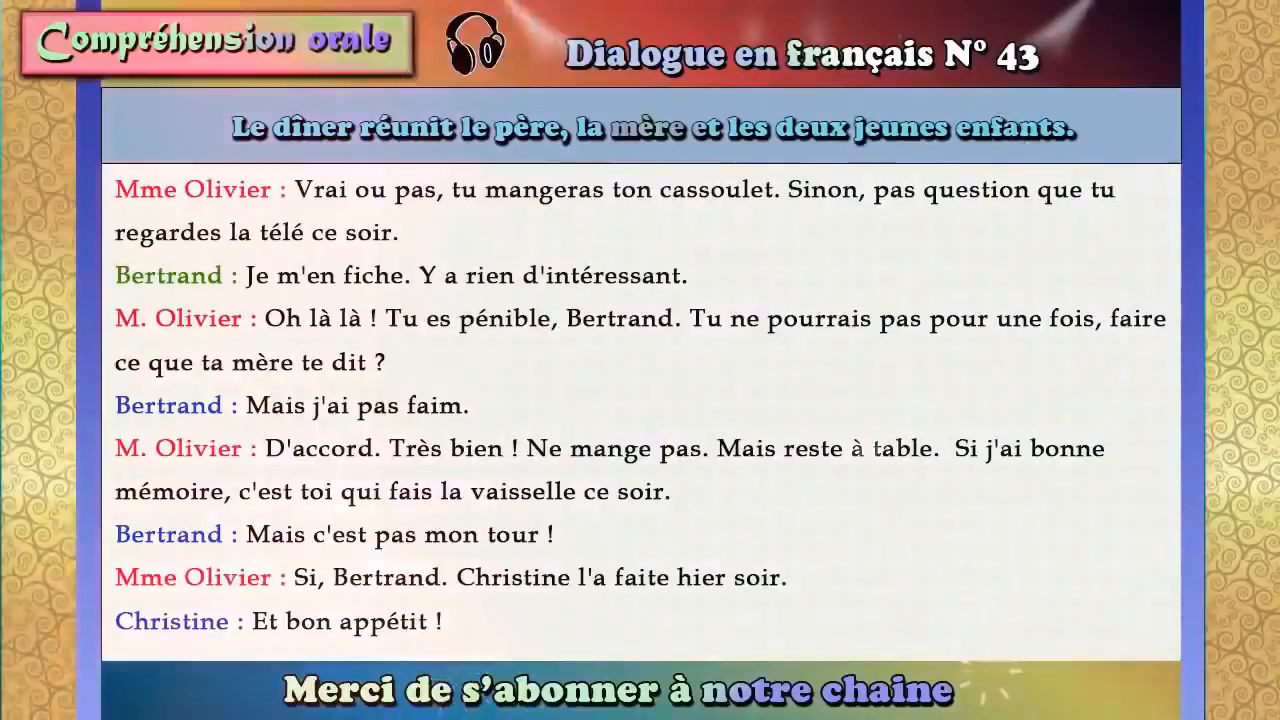 Compréhension orale
Dialogue en français N° 43
Le dîner réunit le père, la mère et les deux jeunes enfants.
Mme Olivier : Vrai ou pas, tu mangeras ton cassoulet. Sinon, pas question que tu
regardes la télé ce soir.
Bertrand : Je m'en fiche. Y a rien d'intéressant.
M. Olivier : Oh là là ! Tu es pénible, Bertrand. Tu ne pourrais pas pour une fois, faire
ce que ta mère te dit ?
Bertrand : Mais j'ai pas faim.
M. Olivier : D'accord. Très bien ! Ne mange pas. Mais reste à table. Si j'ai bonne
mémoire, c'est toi qui fais la vaisselle ce soir.
Bertrand : Mais c'est pas mon tour !
Mme Olivier : Si, Bertrand. Christine l'a faite hier soir.
Christine : Et bon appétit !
Merci de s'abonner à notre chaine